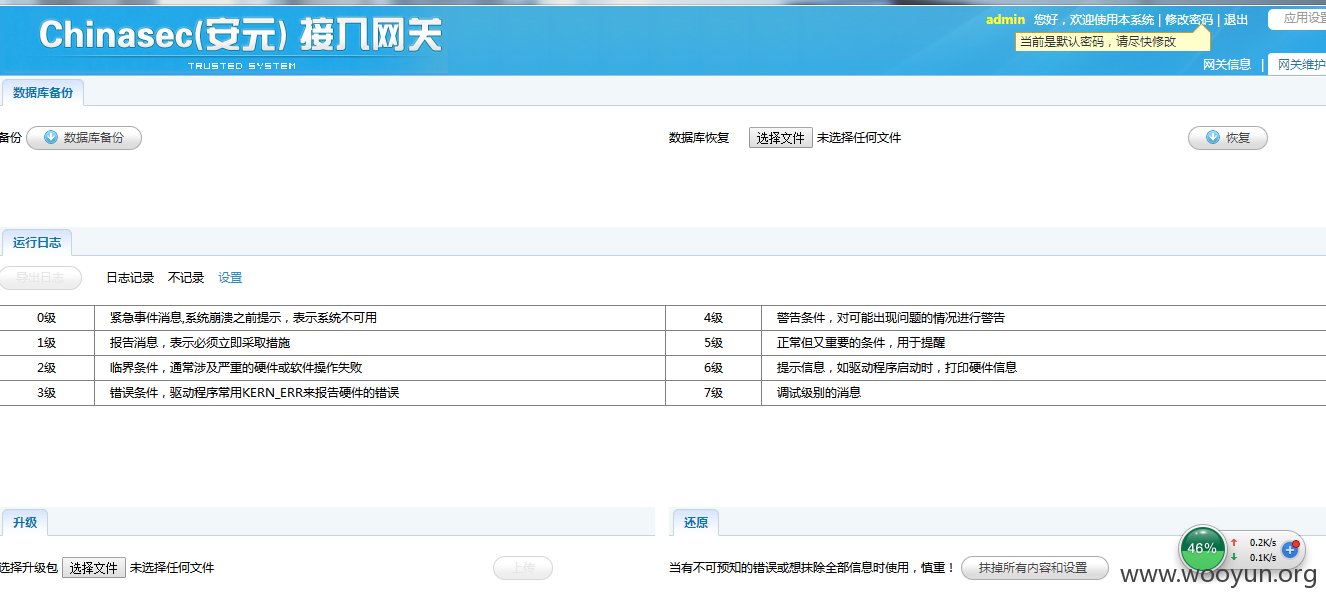 Chinasec(安元) 接入网关
TRUSTED SYSTEM
admin 您好，欢迎使用本系统 | 修改密码 | 退出
应用设置
当前是默认密码，请尽快修改
网关信息 | 网关维护
数据库备份
备份 数据库备份
数据库恢复 选择文件 未选择任何文件 恢复
运行日志
导出日志 日志记录 不记录 设置
0级 紧急事件消息,系统崩溃之前提示，表示系统不可用 4级 警告条件，对可能出现问题的情况进行警告
1级 报告消息，表示必须立即采取措施 5级 正常但又重要的条件，用于提醒
2级 临界条件，通常涉及严重的硬件或软件操作失败 6级 提示信息，如驱动程序启动时，打印硬件信息
3级 错误条件，驱动程序常用KERN_ERR来报告硬件的错误 7级 调试级别的消息
升级 还原
选择升级包 选择文件 未选择任何文件 上传
当有不可预知的错误或想抹除全部信息时使用，慎重！ 抹掉所有内容和设置
46% 0.2K/s
0.1K/s
www.wooyun.org